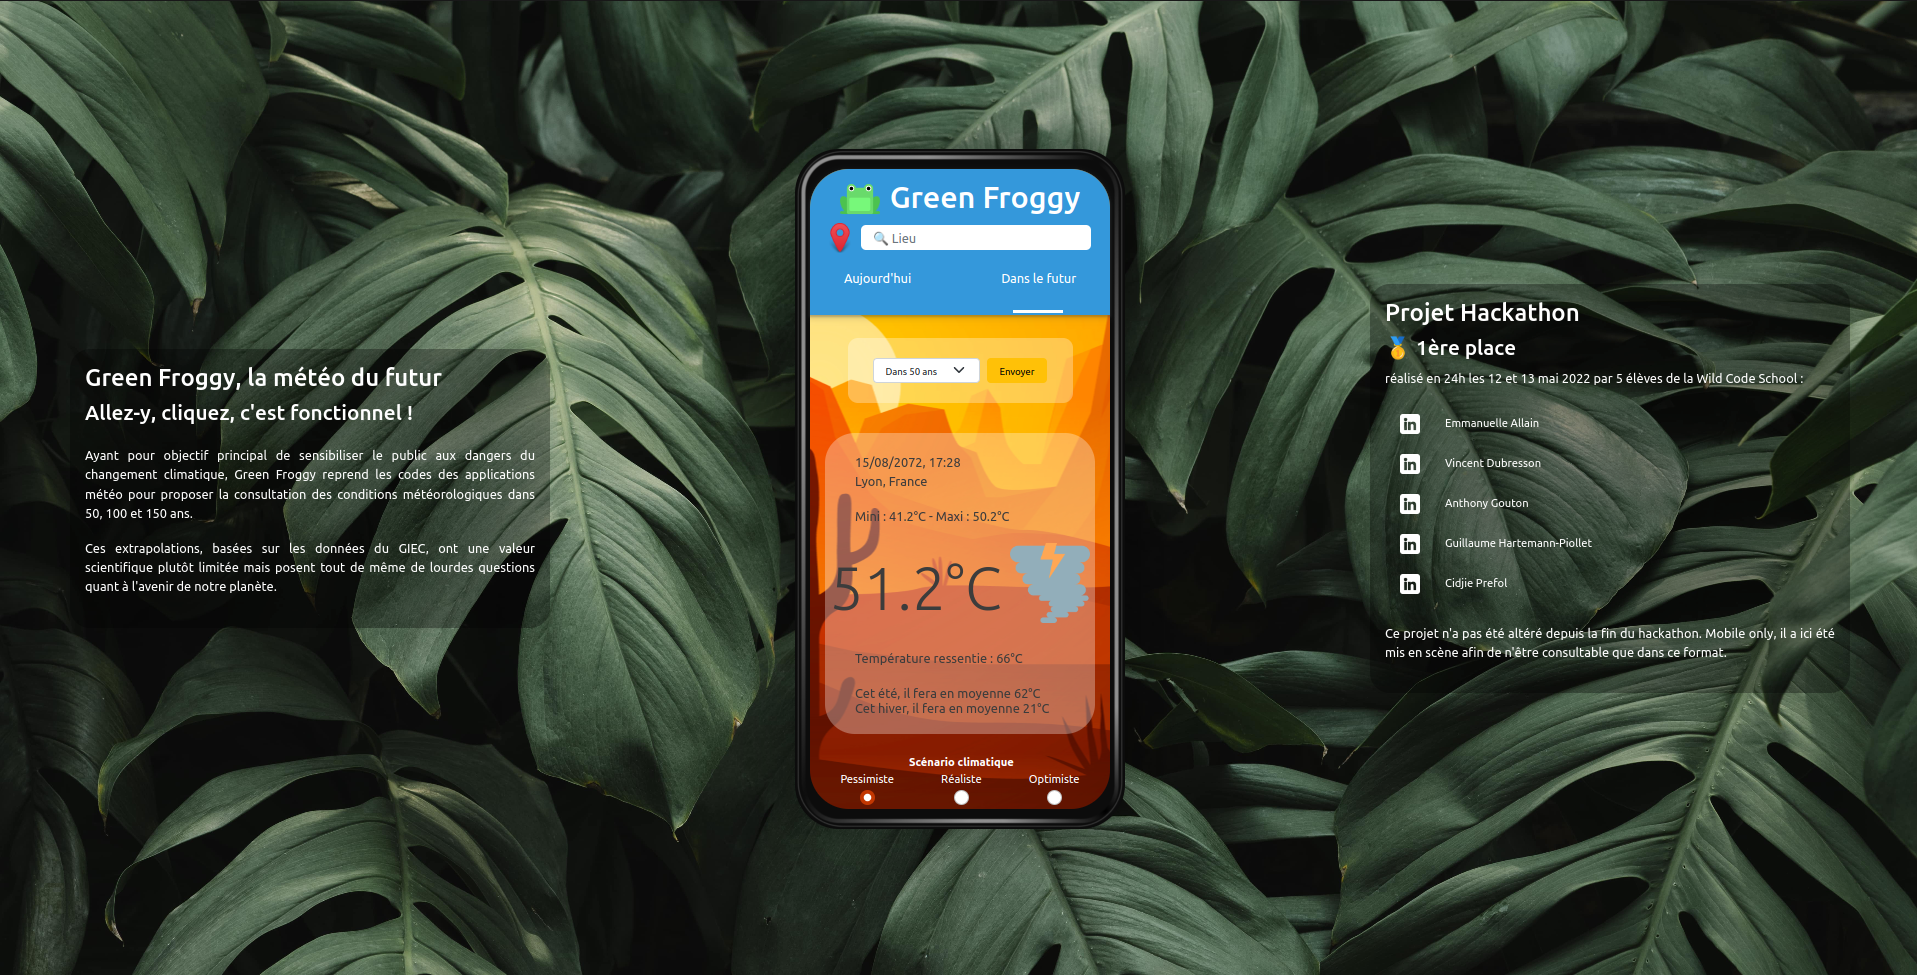 Green Froggy, la météo du futur
Allez-y, cliquez, c'est fonctionnel !
Ayant pour objectif principal de sensibiliser le public aux dangers du
changement climatique, Green Froggy reprend les codes des applications
météo pour proposer la consultation des conditions météorologiques dans
50, 100 et 150 ans.
Ces extrapolations, basées sur les données du GIEC, ont une valeur
scientifique plutôt limitée mais posent tout de même de lourdes questions
quant à l'avenir de notre planète.
Green Froggy
Lieu
Aujourd'hui
Dans le futur
Dans 50 ans
Envoyer
15/08/2072, 17:28
Lyon, France
Mini : 41.2°C - Maxi : 50.2°C
51.2°C
Température ressentie : 66°C
Cet été, il fera en moyenne 62°C
Cet hiver, il fera en moyenne 21°C
Scénario climatique
Pessimiste
Réaliste
Optimiste
Projet Hackathon
1ère place
réalisé en 24h les 12 et 13 mai 2022 par 5 élèves de la Wild Code School :
in Emmanuelle Allain
in Vincent Dubresson
in Anthony Gouton
in Guillaume Hartemann-Piollet
in Cidjie Prefol
Ce projet n'a pas été altéré depuis la fin du hackathon. Mobile only, il a ici été
mis en scène afin de n'être consultable que dans ce format.